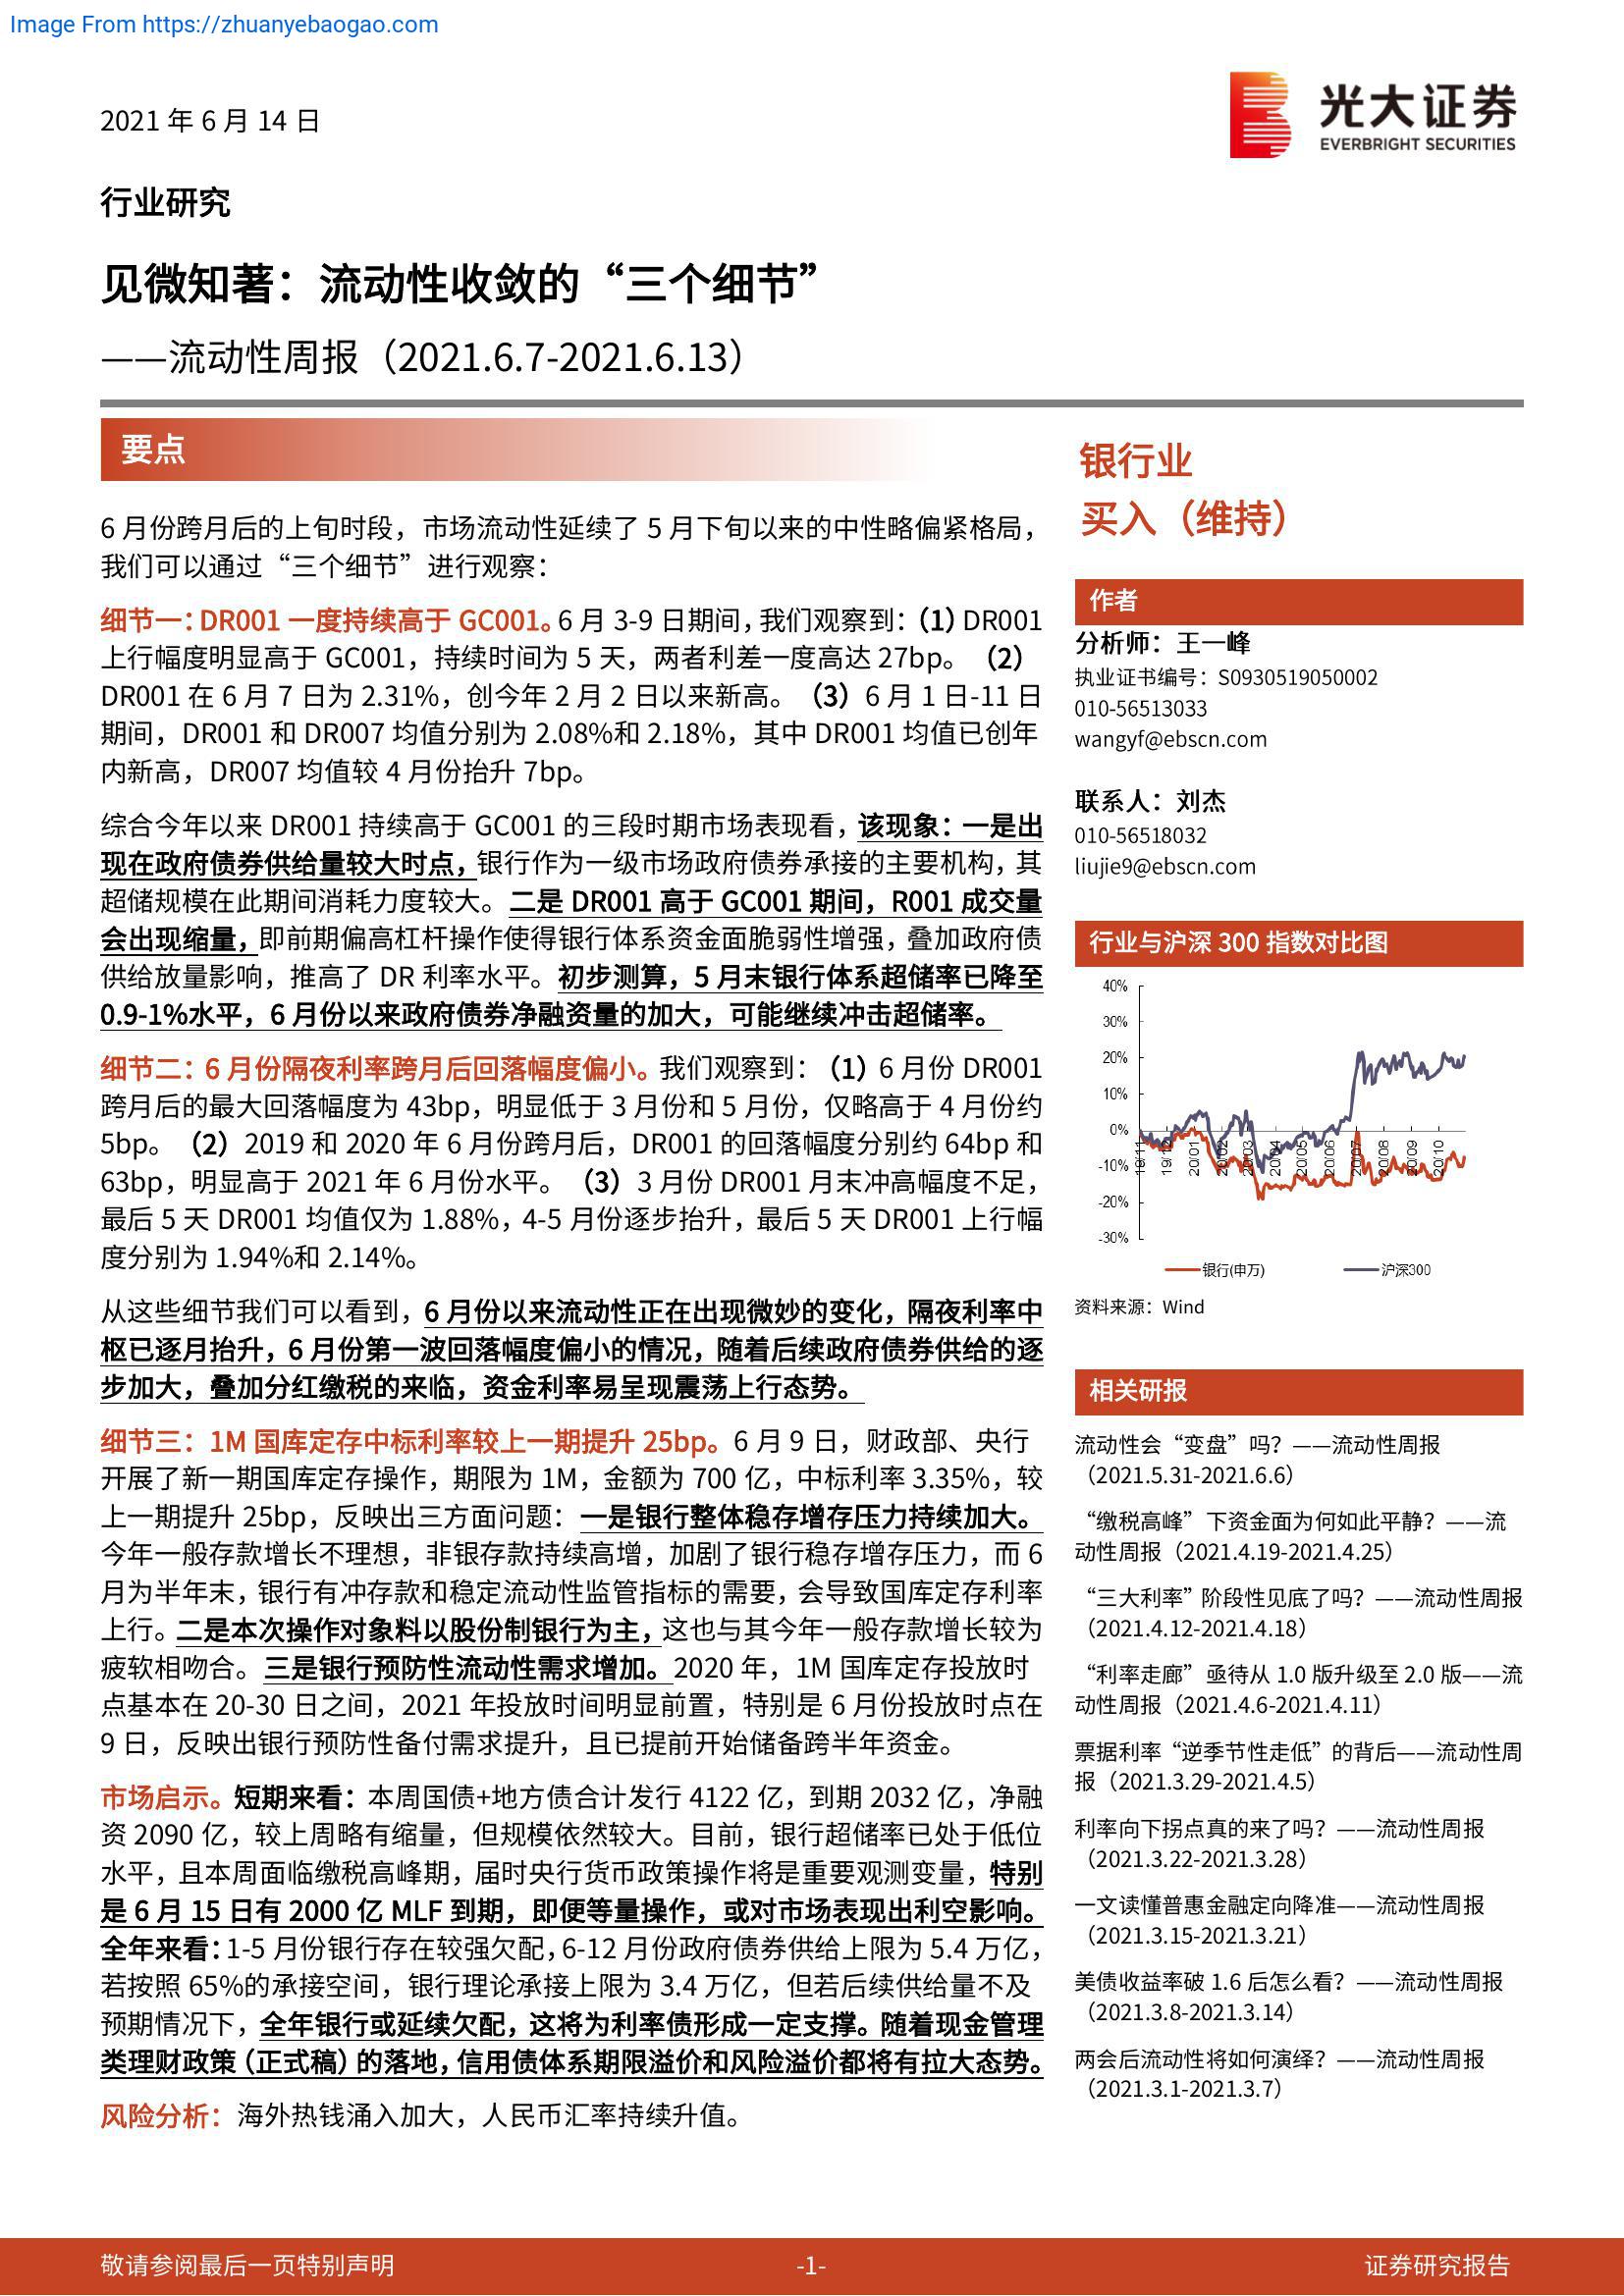 Image From https://zhuanyebaogao.com
2021 年 6 月 14 日
光大证券
EVERBRIGHT SECURITIES
行业研究
见微知著：流动性收敛的“三个细节”
——流动性周报（2021.6.7-2021.6.13）
要点
6 月份跨月后的上旬时段，市场流动性延续了 5 月下旬以来的中性略偏紧格局，
我们可以通过“三个细节”进行观察：
细节一：DR001 一度持续高于 GC001。6 月 3-9 日期间，我们观察到：（1）DR001
上行幅度明显高于 GC001，持续时间为 5 天，两者利差一度高达 27bp。（2）
DR001 在 6 月 7 日为 2.31%，创今年 2 月 2 日以来新高。（3）6 月 1 日-11 日
期间，DR001 和 DR007 均值分别为 2.08%和 2.18%，其中 DR001 均值已创年
内新高，DR007 均值较 4 月份抬升 7bp。
综合今年以来 DR001 持续高于 GC001 的三段时期市场表现看，该现象：一是出
现在政府债券供给量较大时点，银行作为一级市场政府债券承接的主要机构，其
超储规模在此期间消耗力度较大。二是 DR001 高于 GC001 期间，R001 成交量
会出现缩量，即前期偏高杠杆操作使得银行体系资金面脆弱性增强，叠加政府债
供给放量影响，推高了 DR 利率水平。初步测算，5 月末银行体系超储率已降至
0.9-1%水平，6 月份以来政府债券净融资量的加大，可能继续冲击超储率。
细节二：6 月份隔夜利率跨月后回落幅度偏小。我们观察到：（1）6 月份 DR001
跨月后的最大回落幅度为 43bp，明显低于 3 月份和 5 月份，仅略高于 4 月份约
5bp。（2）2019 和 2020 年 6 月份跨月后，DR001 的回落幅度分别约 64bp 和
63bp，明显高于 2021 年 6 月份水平。（3）3 月份 DR001 月末冲高幅度不足，
最后 5 天 DR001 均值仅为 1.88%，4-5 月份逐步抬升，最后 5 天 DR001 上行幅
度分别为 1.94%和 2.14%。
从这些细节我们可以看到，6 月份以来流动性正在出现微妙的变化，隔夜利率中
枢已逐月抬升，6 月份第一波回落幅度偏小的情况，随着后续政府债券供给的逐
步加大，叠加分红缴税的来临，资金利率易呈现震荡上行态势。
细节三：1M 国库定存中标利率较上一期提升 25bp。6 月 9 日，财政部、央行
开展了新一期国库定存操作，期限为 1M，金额为 700 亿，中标利率 3.35%，较
上一期提升 25bp，反映出三方面问题：一是银行整体稳存增存压力持续加大。
今年一般存款增长不理想，非银存款持续高增，加剧了银行稳存增存压力，而 6
月为半年末，银行有冲存款和稳定流动性监管指标的需要，会导致国库定存利率
上行。二是本次操作对象料以股份制银行为主，这也与其今年一般存款增长较为
疲软相吻合。三是银行预防性流动性需求增加。2020 年，1M 国库定存投放时
点基本在 20-30 日之间，2021 年投放时间明显前置，特别是 6 月份投放时点在
9 日，反映出银行预防性备付需求提升，且已提前开始储备跨半年资金。
市场启示。短期来看：本周国债+地方债合计发行 4122 亿，到期 2032 亿，净融
资 2090 亿，较上周略有缩量，但规模依然较大。目前，银行超储率已处于低位
水平，且本周面临缴税高峰期，届时央行货币政策操作将是重要观测变量，特别
是 6 月 15 日有 2000 亿 MLF 到期，即便等量操作，或对市场表现出利空影响。
全年来看：1-5 月份银行存在较强欠配，6-12 月份政府债券供给上限为 5.4 万亿，
若按照 65%的承接空间，银行理论承接上限为 3.4 万亿，但若后续供给量不及
预期情况下，全年银行或延续欠配，这将为利率债形成一定支撑。随着现金管理
类理财政策（正式稿）的落地，信用债体系期限溢价和风险溢价都将有拉大态势。
风险分析：海外热钱涌入加大，人民币汇率持续升值。
银行业
买入（维持）
作者
分析师：王一峰
执业证书编号：S0930519050002
010-56513033
wangyf@ebscn.com
联系人：刘杰
010-56518032
liujie9@ebscn.com
行业与沪深 300 指数对比图
40%
30%
20%
10%
0%
-10%
-20%
-30%
19/11
19/12
20/01
20/02
20/03
20/04
20/05
20/06
20/07
20/08
20/09
20/10
银行(申万)
沪深300
资料来源：Wind
相关研报
流动性会“变盘”吗？——流动性周报
（2021.5.31-2021.6.6）
“缴税高峰”下资金面为何如此平静？——流
动性周报（2021.4.19-2021.4.25）
“三大利率”阶段性见底了吗？——流动性周报
（2021.4.12-2021.4.18）
“利率走廊”亟待从 1.0 版升级至 2.0 版——流
动性周报（2021.4.6-2021.4.11）
票据利率“逆季节性走低”的背后——流动性周
报（2021.3.29-2021.4.5）
利率向下拐点真的来了吗？——流动性周报
（2021.3.22-2021.3.28）
一文读懂普惠金融定向降准——流动性周报
（2021.3.15-2021.3.21）
美债收益率破 1.6 后怎么看？——流动性周报
（2021.3.8-2021.3.14）
两会后流动性将如何演绎？——流动性周报
（2021.3.1-2021.3.7）
敬请参阅最后一页特别声明
-1-
证券研究报告